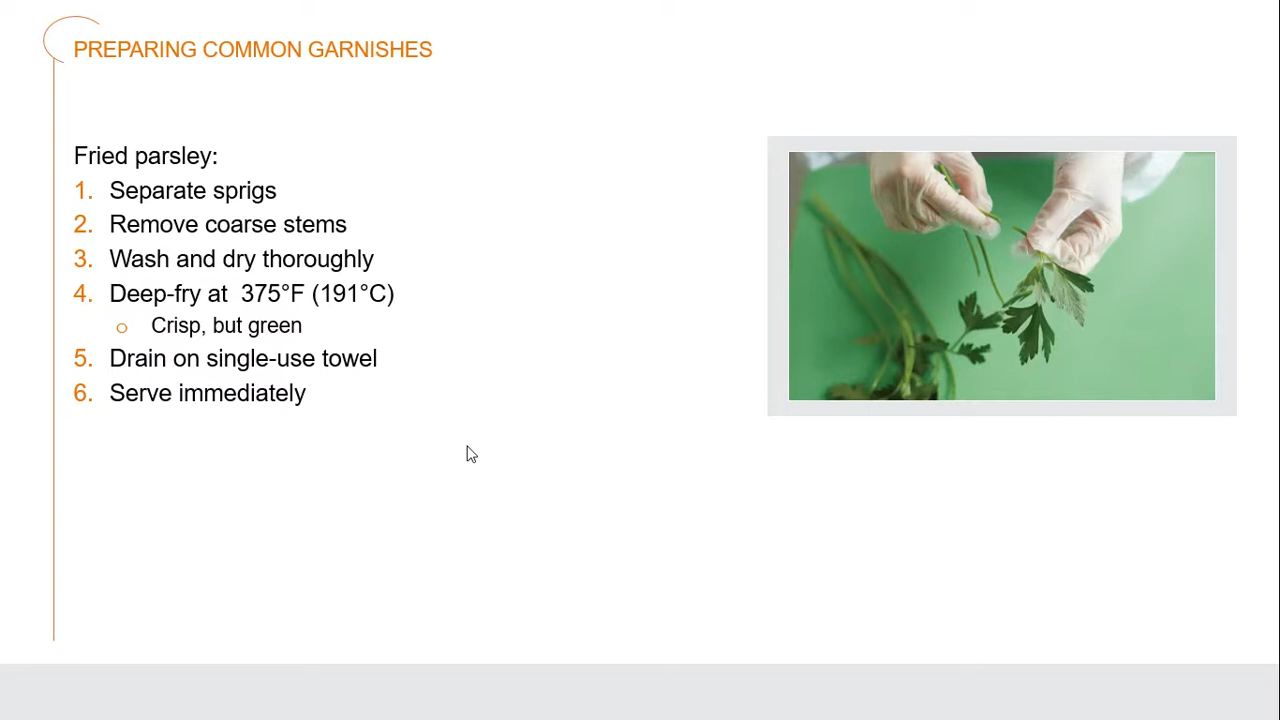 PREPARING COMMON GARNISHES
Fried parsley:
1. Separate sprigs
2. Remove coarse stems
3. Wash and dry thoroughly
4. Deep-fry at  375°F (191°C)
o Crisp, but green
5. Drain on single-use towel
6. Serve immediately